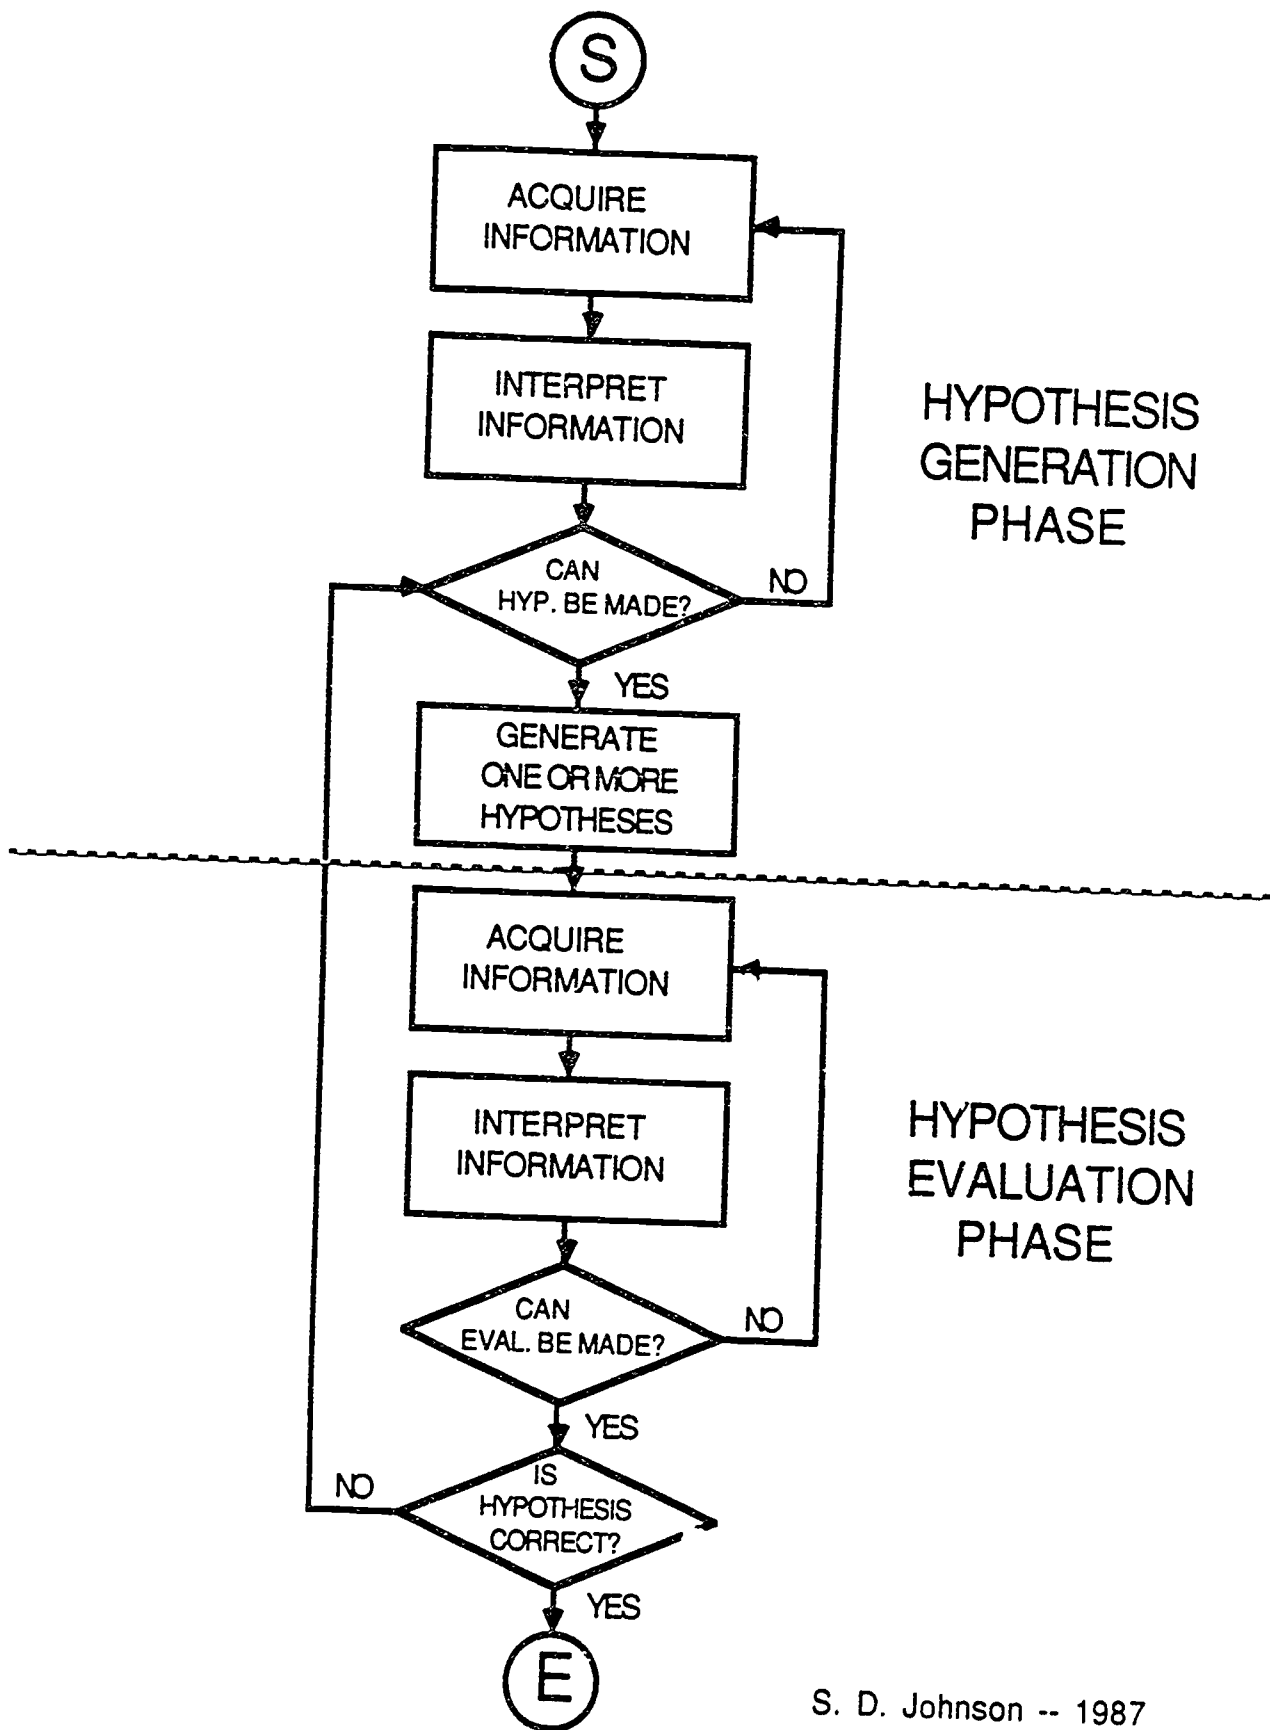 S
ACQUIRE
INFORMATION
INTERPRET
INFORMATION
HYPOTHESIS
GENERATION
PHASE
CAN
HYP. BE MADE?
NO
YES
GENERATE
ONE OR MORE
HYPOTHESES
ACQUIRE
INFORMATION
INTERPRET
INFORMATION
HYPOTHESIS
EVALUATION
PHASE
CAN
EVAL. BE MADE?
NO
YES
IS
HYPOTHESIS
CORRECT?
NO
YES
E
S. D. Johnson -- 1987